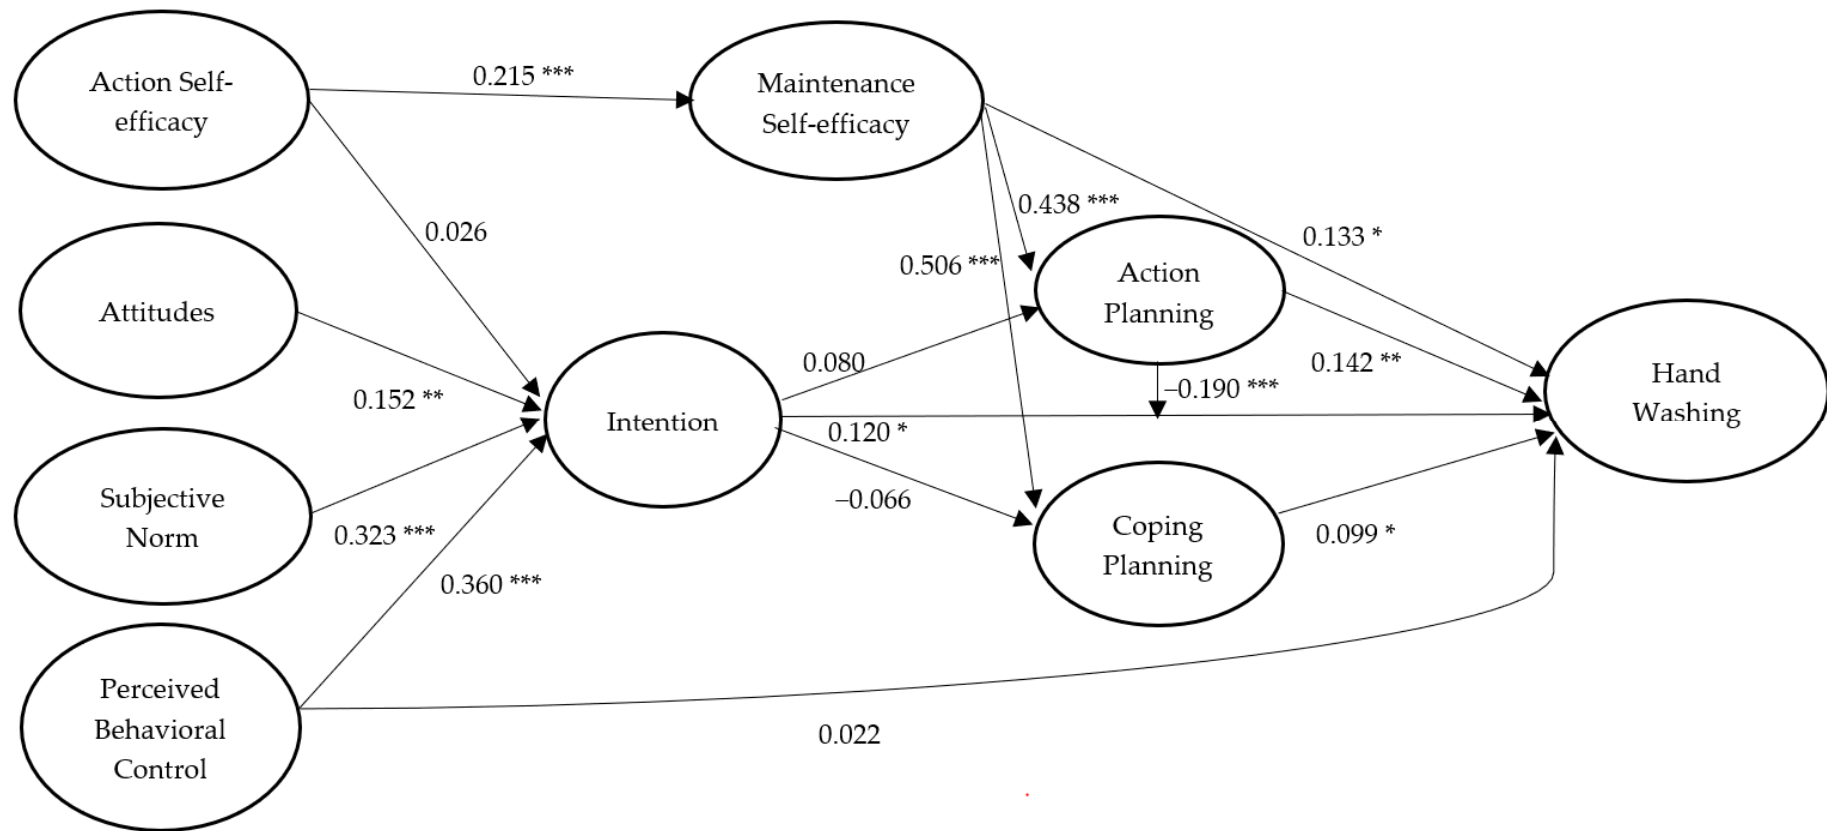 Action Self-
efficacy
0.215 ***
Maintenance
Self-efficacy
0.026
0.438 ***
0.133 *
0.506 ***
Attitudes
Action
Planning
0.152 **
0.080
0.142 **
–0.190 ***
Intention
0.120 *
Hand
Washing
Subjective
Norm
0.323 ***
–0.066
Coping
Planning
0.099 *
0.360 ***
Perceived
Behavioral
Control
0.022